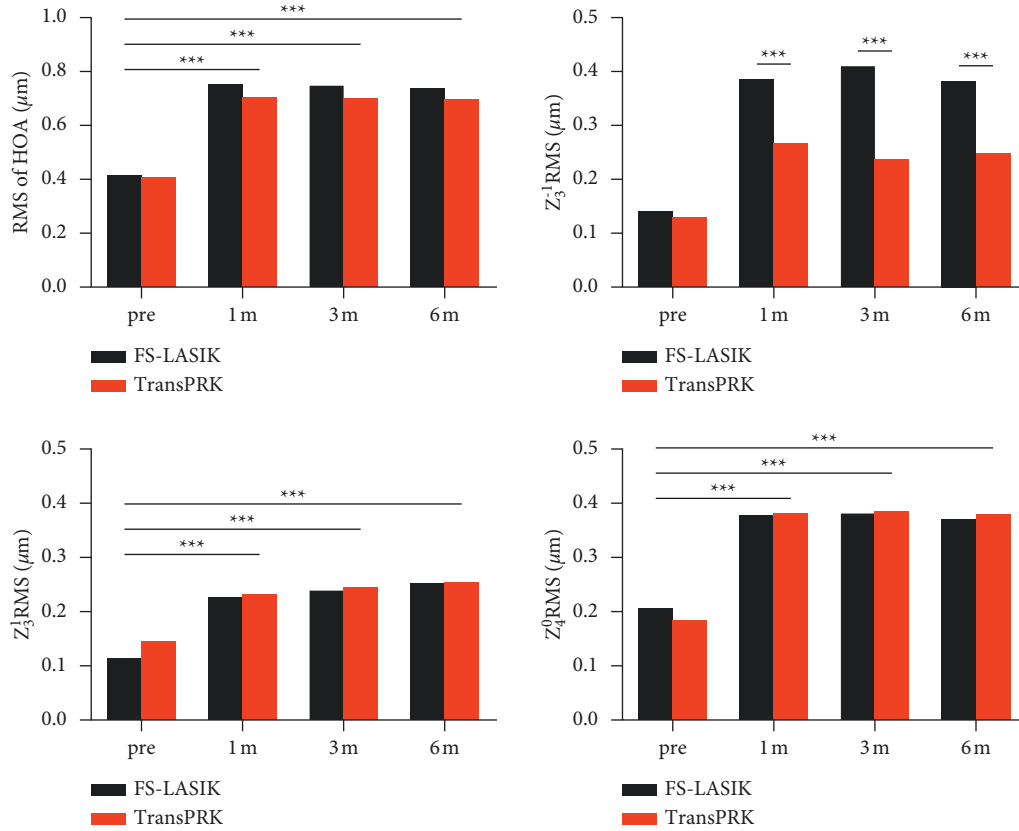 RMS of HOA (μm)
1.0
0.8
0.6
0.4
0.2
0.0
***
***
***
pre 1 m 3 m 6 m
FS-LASIK
TransPRK
Z₃⁻¹RMS (μm)
0.5
0.4
0.3
0.2
0.1
0.0
***
***
***
pre 1 m 3 m 6 m
FS-LASIK
TransPRK
Z₃¹RMS (μm)
0.5
0.4
0.3
0.2
0.1
0.0
***
***
***
pre 1 m 3 m 6 m
FS-LASIK
TransPRK
Z₄⁰RMS (μm)
0.5
0.4
0.3
0.2
0.1
0.0
***
***
***
pre 1 m 3 m 6 m
FS-LASIK
TransPRK